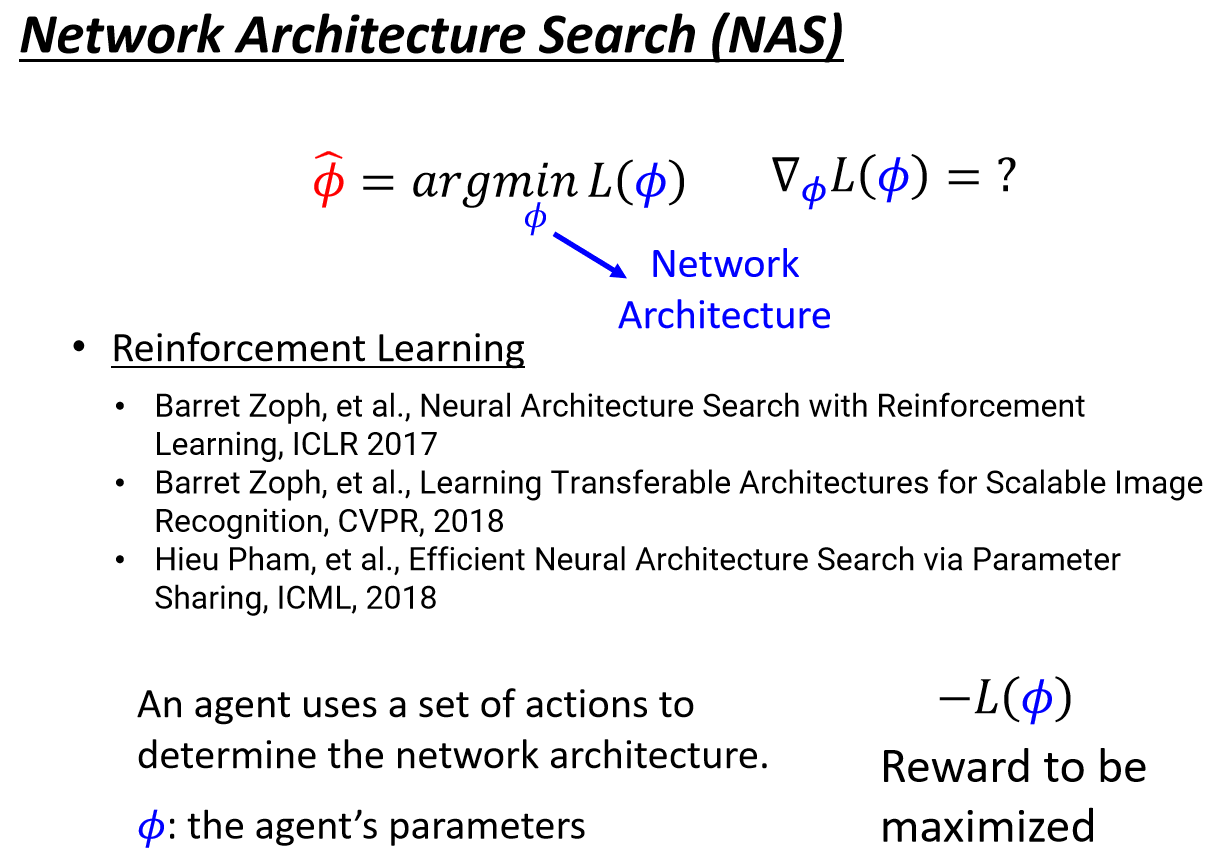 Network Architecture Search (NAS)
$\widehat{\phi} = arg\min_{\phi} L(\phi)$ $\nabla_{\phi} L(\phi) = ?$
Network
Architecture
• Reinforcement Learning
• Barret Zoph, et al., Neural Architecture Search with Reinforcement
Learning, ICLR 2017
• Barret Zoph, et al., Learning Transferable Architectures for Scalable Image
Recognition, CVPR, 2018
• Hieu Pham, et al., Efficient Neural Architecture Search via Parameter
Sharing, ICML, 2018
An agent uses a set of actions to
determine the network architecture.
$\phi$: the agent’s parameters
$-L(\phi)$
Reward to be
maximized